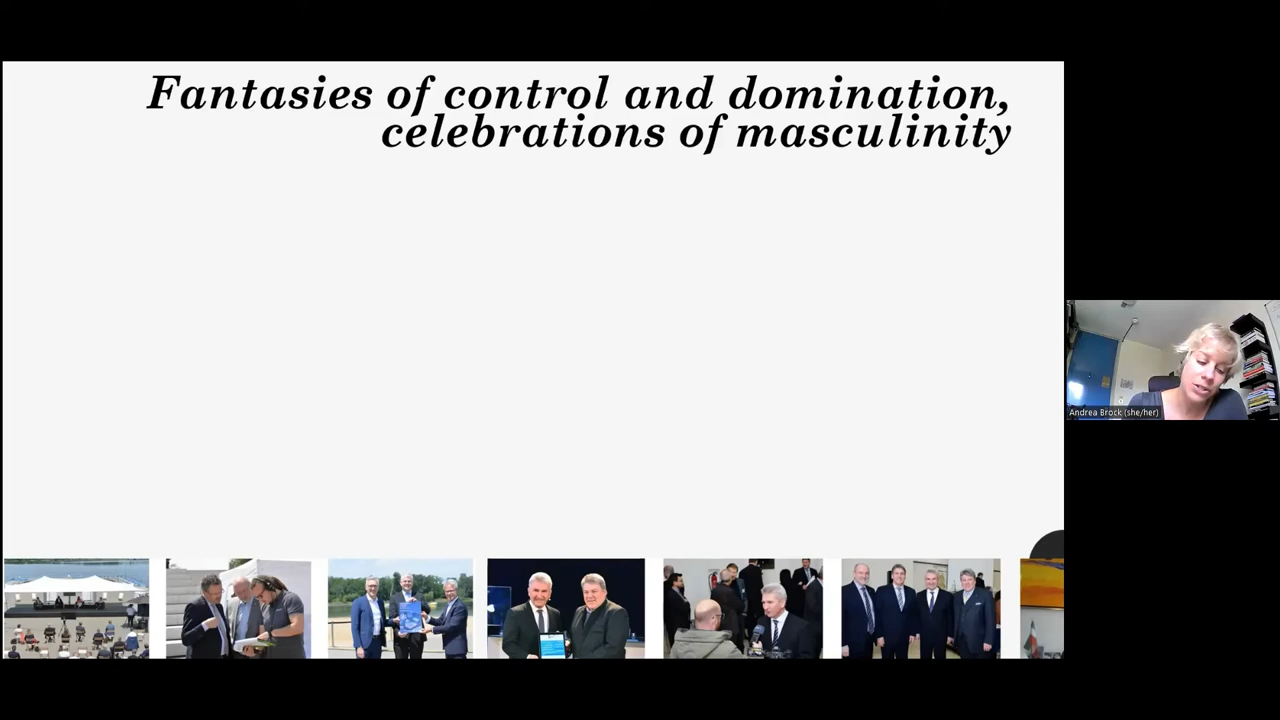 Fantasies of control and domination,
celebrations of masculinity
Andrea Brock (she/her)